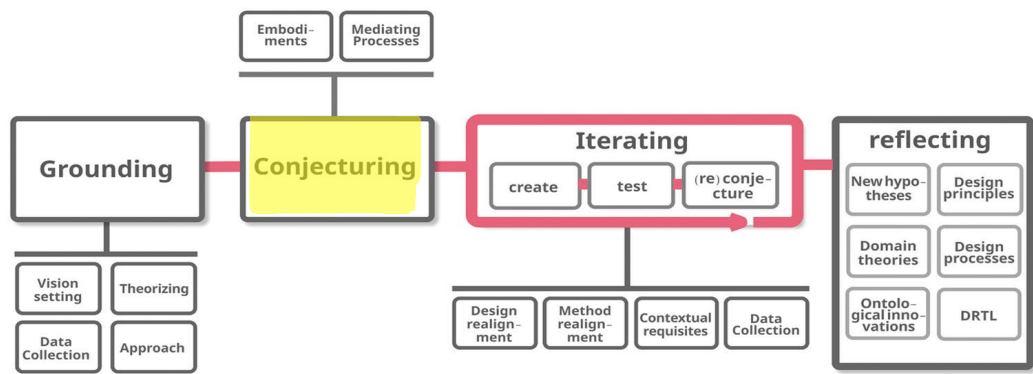 Embodi-
ments
Mediating
Processes
Grounding
Conjecturing
Iterating
create
test
(re) conje-
cture
reflecting
New hypo-
theses
Design
principles
Domain
theories
Design
processes
Ontolo-
gical inno-
vations
DRTL
Vision
setting
Theorizing
Data
Collection
Approach
Design
realign-
ment
Method
realign-
ment
Contextual
requisites
Data
Collection